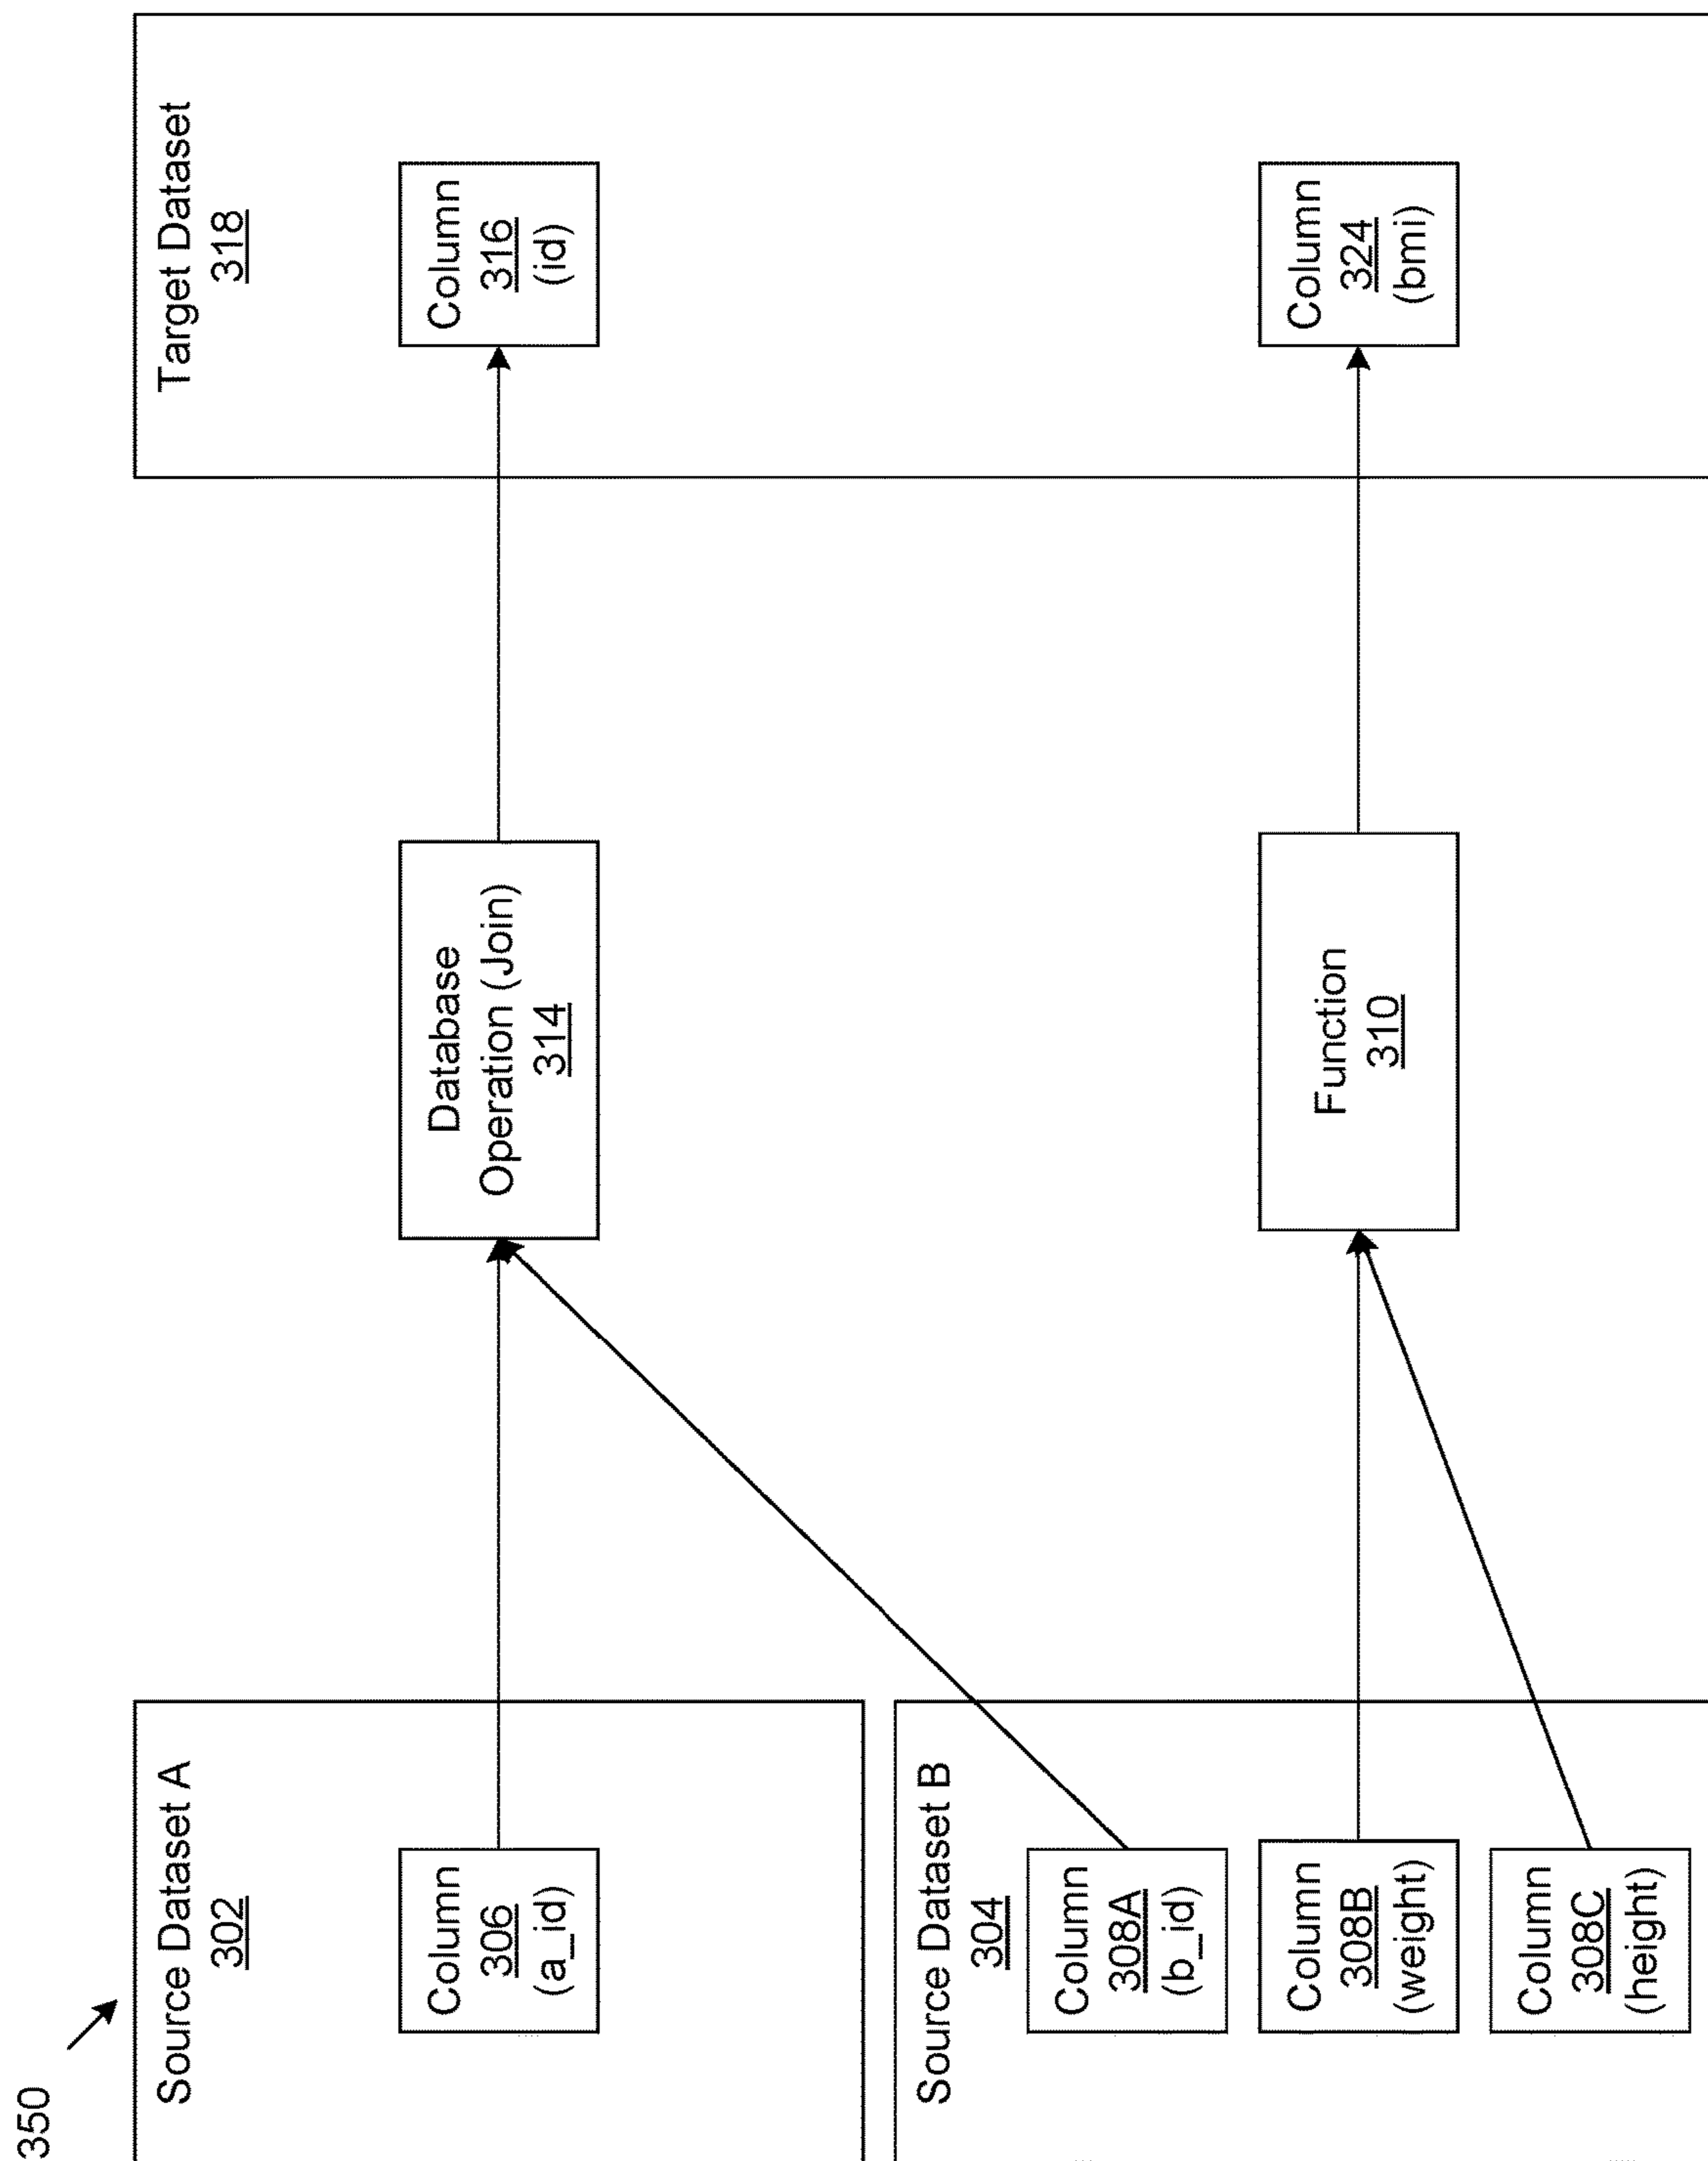 350
Source Dataset A
302
Column
306
(a_id)
Source Dataset B
304
Column
308A
(b_id)
Column
308B
(weight)
Column
308C
(height)
Database
Operation (Join)
314
Function
310
Target Dataset
318
Column
316
(id)
Column
324
(bmi)